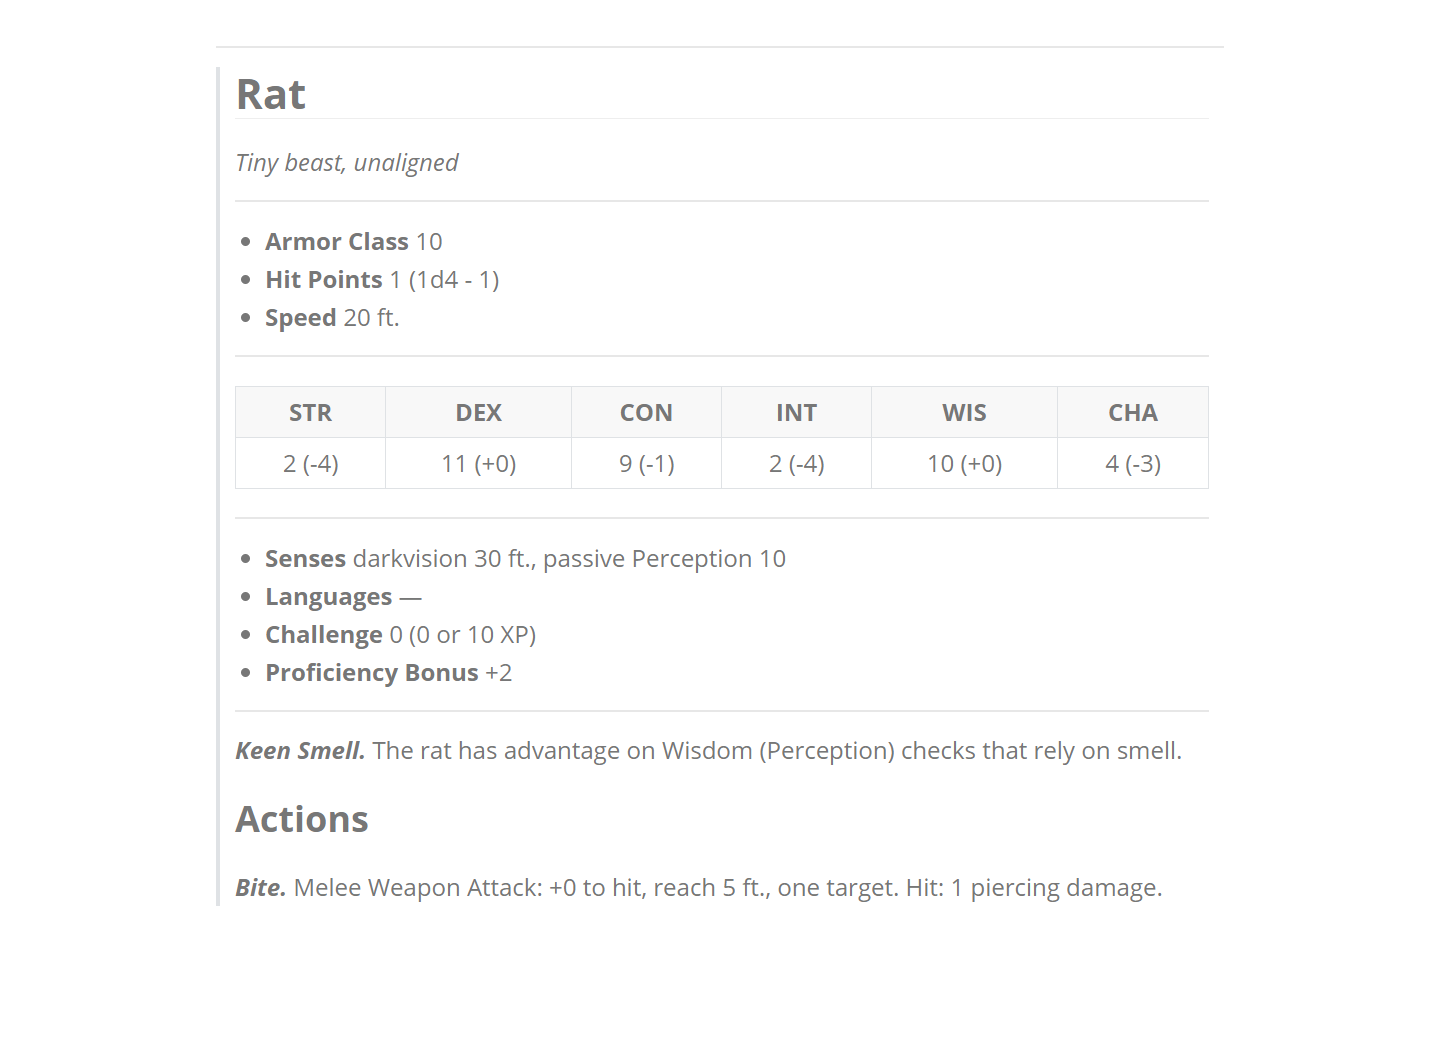 Rat
Tiny beast, unaligned
Armor Class 10
Hit Points 1 (1d4 - 1)
Speed 20 ft.
STR DEX CON INT WIS CHA
2 (-4) 11 (+0) 9 (-1) 2 (-4) 10 (+0) 4 (-3)
Senses darkvision 30 ft., passive Perception 10
Languages —
Challenge 0 (0 or 10 XP)
Proficiency Bonus +2
Keen Smell. The rat has advantage on Wisdom (Perception) checks that rely on smell.
Actions
Bite. Melee Weapon Attack: +0 to hit, reach 5 ft., one target. Hit: 1 piercing damage.